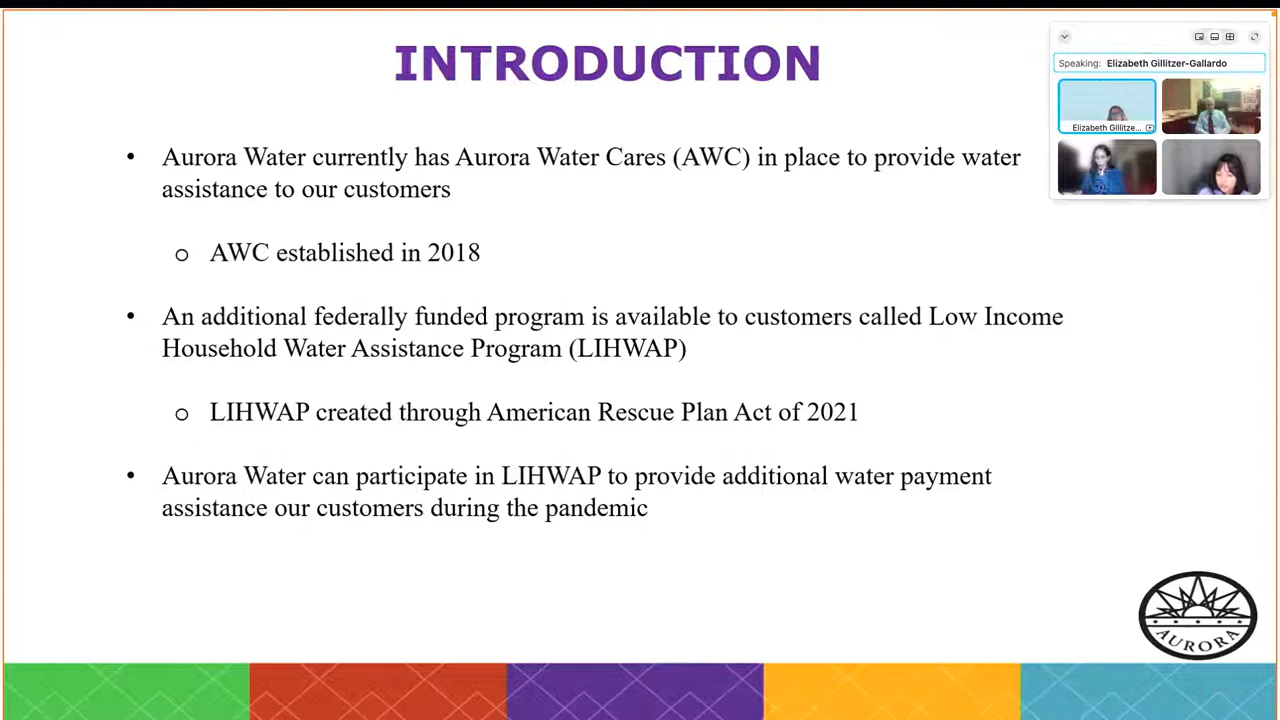 INTRODUCTION
Speaking: Elizabeth Gillitzer-Gallardo
Elizabeth Gillitze...
• Aurora Water currently has Aurora Water Cares (AWC) in place to provide water
assistance to our customers
o AWC established in 2018
• An additional federally funded program is available to customers called Low Income
Household Water Assistance Program (LIHWAP)
o LIHWAP created through American Rescue Plan Act of 2021
• Aurora Water can participate in LIHWAP to provide additional water payment
assistance our customers during the pandemic
AURORA